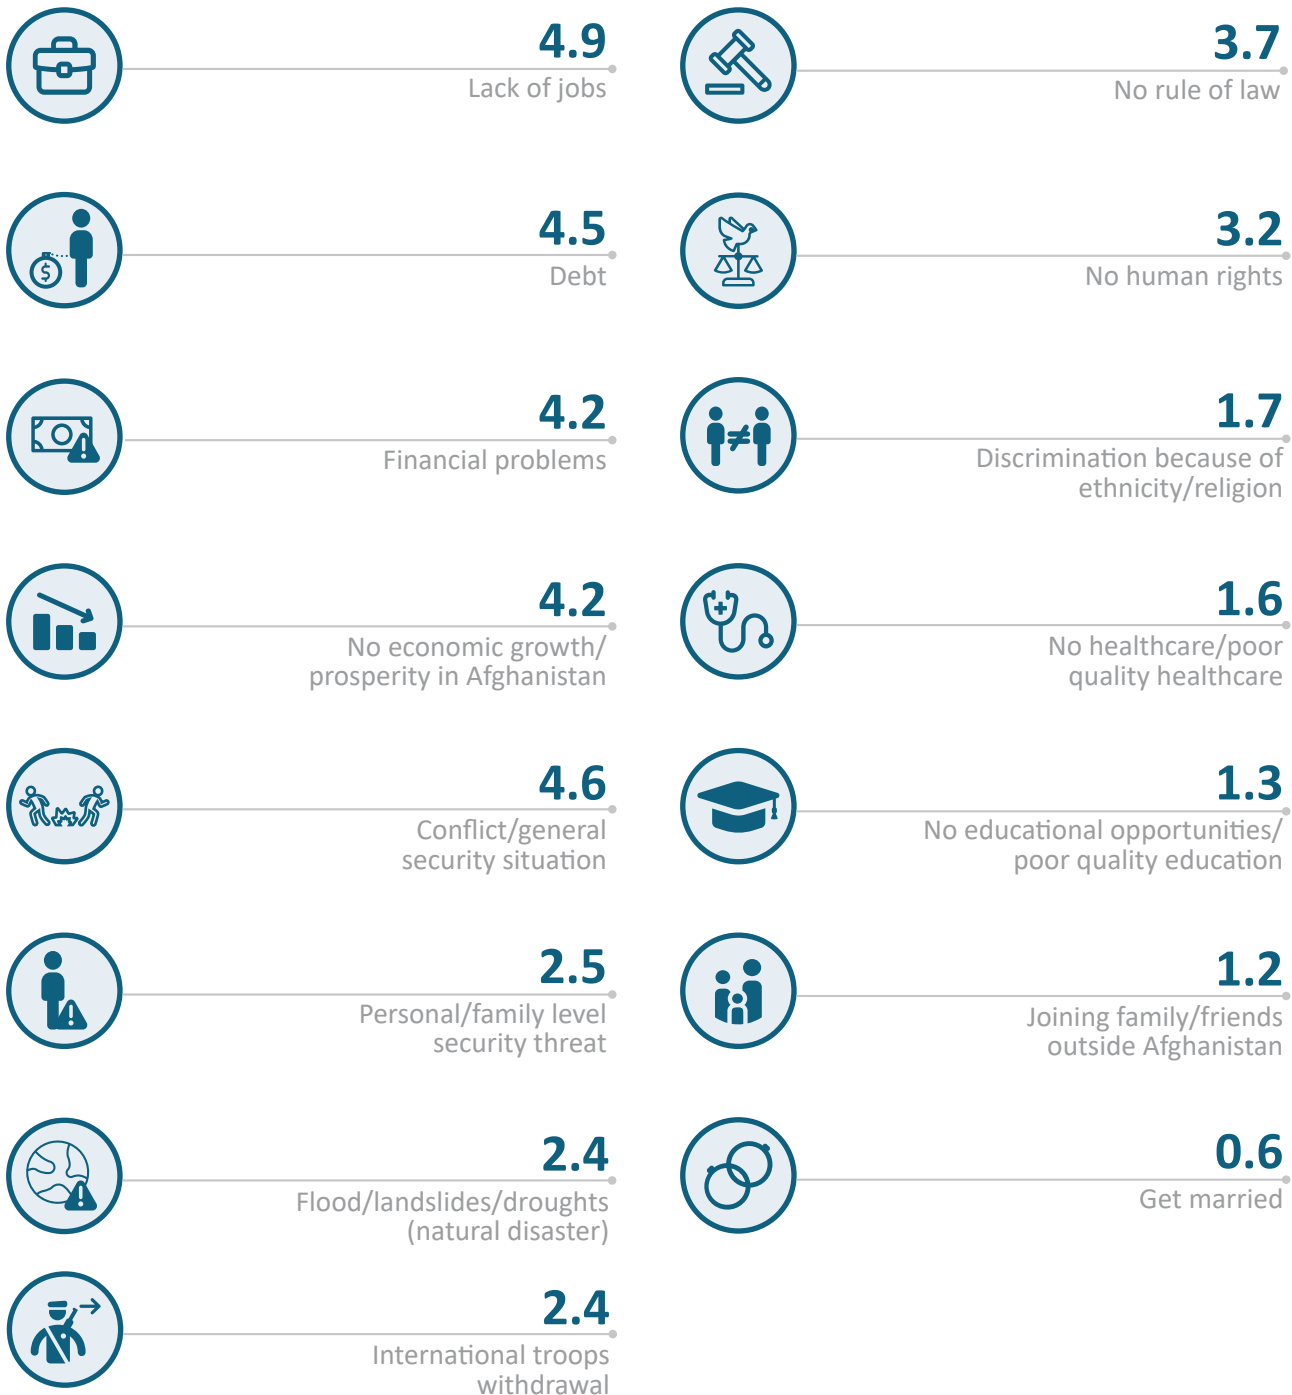 4.9
Lack of jobs
4.5
Debt
$
4.2
Financial problems
4.2
No economic growth/
prosperity in Afghanistan
4.6
Conflict/general
security situation
2.5
Personal/family level
security threat
2.4
Flood/landslides/droughts
(natural disaster)
2.4
International troops
withdrawal
3.7
No rule of law
3.2
No human rights
1.7
Discrimination because of
ethnicity/religion
1.6
No healthcare/poor
quality healthcare
1.3
No educational opportunities/
poor quality education
1.2
Joining family/friends
outside Afghanistan
0.6
Get married